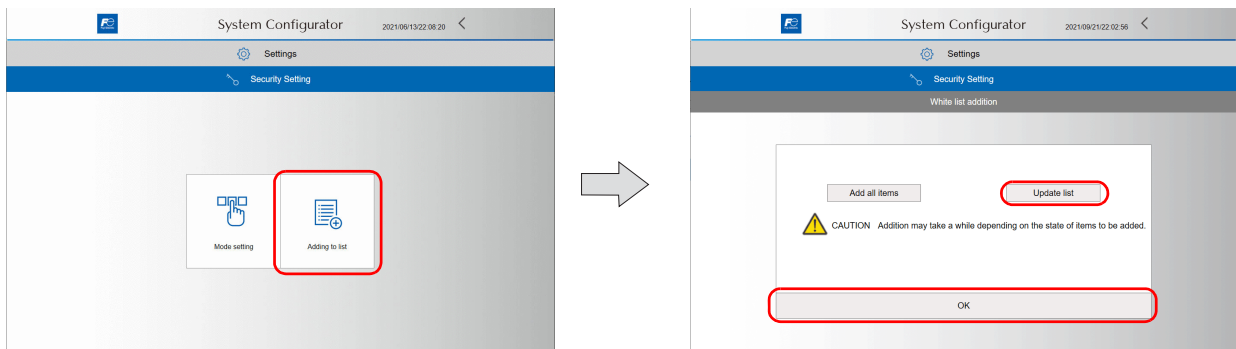 System Configurator 2021/06/13/22:08:20
Settings
Security Setting
Mode setting
Adding to list
System Configurator 2021/09/21/22:02:56
Settings
Security Setting
White list addition
Add all items
Update list
CAUTION Addition may take a while depending on the state of items to be added.
OK